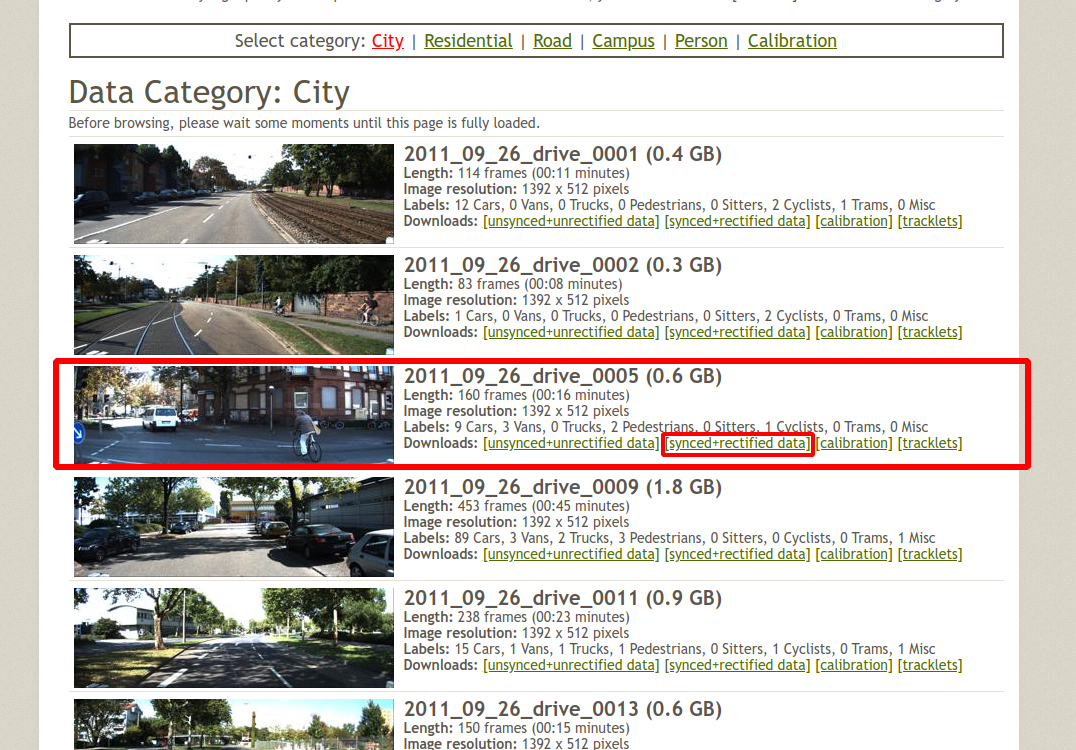 Select category: City | Residential | Road | Campus | Person | Calibration
Data Category: City
Before browsing, please wait some moments until this page is fully loaded.
2011_09_26_drive_0001 (0.4 GB)
Length: 114 frames (00:11 minutes)
Image resolution: 1392 x 512 pixels
Labels: 12 Cars, 0 Vans, 0 Trucks, 0 Pedestrians, 0 Sitters, 2 Cyclists, 1 Trams, 0 Misc
Downloads: [unsynced+unrectified data] [synced+rectified data] [calibration] [tracklets]
2011_09_26_drive_0002 (0.3 GB)
Length: 83 frames (00:08 minutes)
Image resolution: 1392 x 512 pixels
Labels: 1 Cars, 0 Vans, 0 Trucks, 0 Pedestrians, 0 Sitters, 2 Cyclists, 0 Trams, 0 Misc
Downloads: [unsynced+unrectified data] [synced+rectified data] [calibration] [tracklets]
2011_09_26_drive_0005 (0.6 GB)
Length: 160 frames (00:16 minutes)
Image resolution: 1392 x 512 pixels
Labels: 9 Cars, 3 Vans, 0 Trucks, 2 Pedestrians, 0 Sitters, 1 Cyclists, 0 Trams, 0 Misc
Downloads: [unsynced+unrectified data] [synced+rectified data] [calibration] [tracklets]
2011_09_26_drive_0009 (1.8 GB)
Length: 453 frames (00:45 minutes)
Image resolution: 1392 x 512 pixels
Labels: 89 Cars, 3 Vans, 2 Trucks, 3 Pedestrians, 0 Sitters, 0 Cyclists, 0 Trams, 1 Misc
Downloads: [unsynced+unrectified data] [synced+rectified data] [calibration] [tracklets]
2011_09_26_drive_0011 (0.9 GB)
Length: 238 frames (00:23 minutes)
Image resolution: 1392 x 512 pixels
Labels: 15 Cars, 1 Vans, 1 Trucks, 1 Pedestrians, 0 Sitters, 1 Cyclists, 0 Trams, 1 Misc
Downloads: [unsynced+unrectified data] [synced+rectified data] [calibration] [tracklets]
2011_09_26_drive_0013 (0.6 GB)
Length: 150 frames (00:15 minutes)
Image resolution: 1392 x 512 pixels